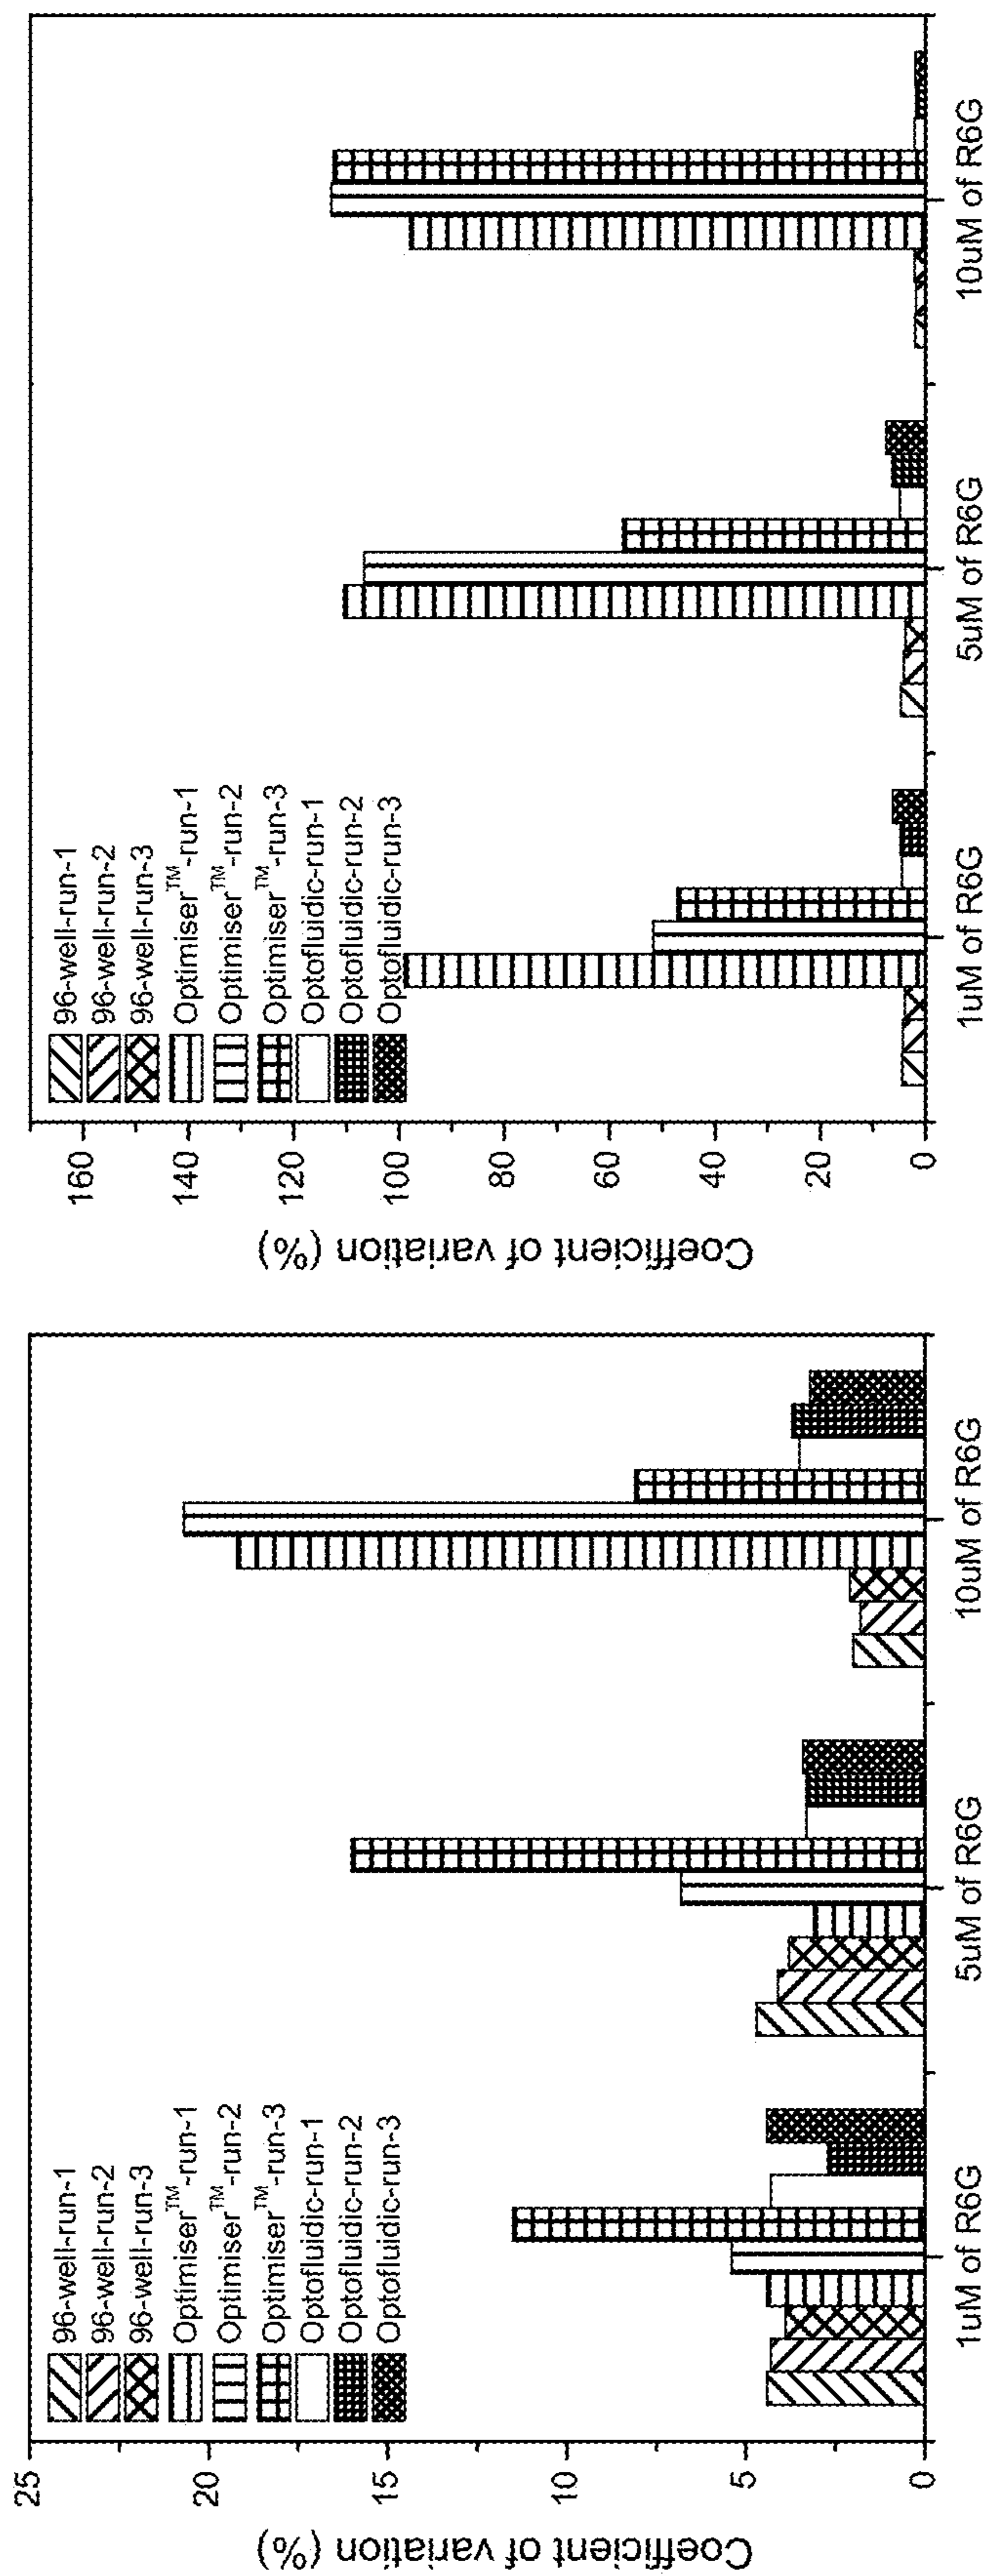 Coefficient of variation (%)
25
20
15
10
5
0
96-well-run-1
96-well-run-2
96-well-run-3
Optimiser™-run-1
Optimiser™-run-2
Optimiser™-run-3
Optofluidic-run-1
Optofluidic-run-2
Optofluidic-run-3
1uM of R6G
5uM of R6G
10uM of R6G
Coefficient of variation (%)
160
140
120
100
80
60
40
20
0
96-well-run-1
96-well-run-2
96-well-run-3
Optimiser™-run-1
Optimiser™-run-2
Optimiser™-run-3
Optofluidic-run-1
Optofluidic-run-2
Optofluidic-run-3
1uM of R6G
5uM of R6G
10uM of R6G